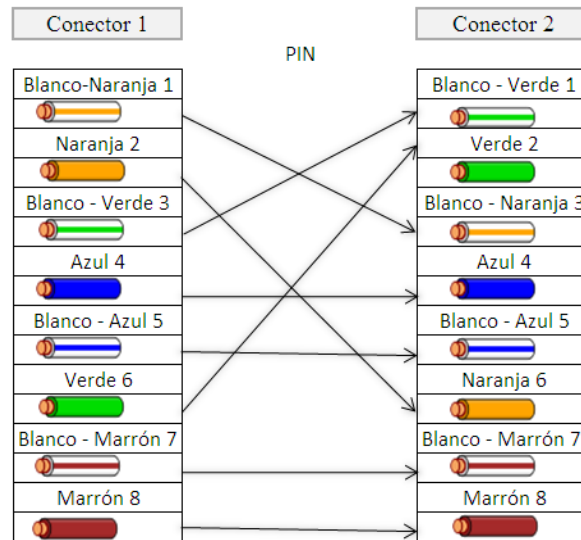 Conector 1
Conector 2
PIN
Blanco-Naranja 1
Naranja 2
Blanco - Verde 3
Azul 4
Blanco - Azul 5
Verde 6
Blanco - Marrón 7
Marrón 8
Blanco - Verde 1
Verde 2
Blanco - Naranja 3
Azul 4
Blanco - Azul 5
Naranja 6
Blanco - Marrón 7
Marrón 8